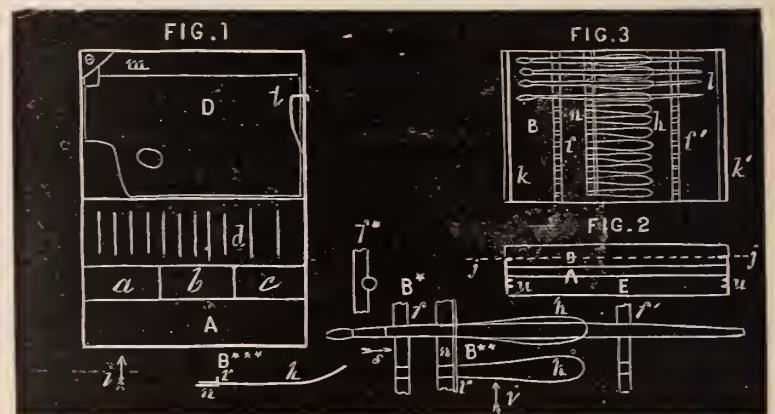 FIG.1
m
D
t
d
a b c
A
i
B****
r
n
h
FIG.3
l
B
n
f
h
f'
k
k'
FIG.2
j B j
A
u E u
f*
B*
f
h
f'
s
n
B**
h
r
V